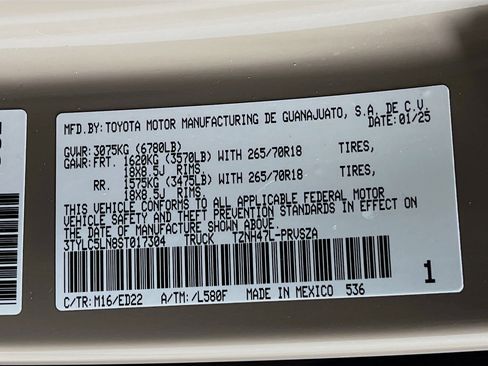 MFD.BY: TOYOTA MOTOR MANUFACTURING DE GUANAJUATO, S.A. DE C.V.
DATE: 01/25
GVWR: 3075KG (6780LB)
GAWR: FRT. 1620KG (3570LB) WITH 265/70R18 TIRES,
18X8.5J RIMS.
RR. 1575KG (3475LB) WITH 265/70R18 TIRES,
18X8.5J RIMS.
THIS VEHICLE CONFORMS TO ALL APPLICABLE FEDERAL MOTOR
VEHICLE SAFETY AND THEFT PREVENTION STANDARDS IN EFFECT ON
THE DATE OF MANUFACTURE SHOWN ABOVE.
3TYLC5LN8ST017304 TRUCK TZNH47L-PRVSZA
C/TR: M16/ED22 A/TM: /L580F MADE IN MEXICO 536 1